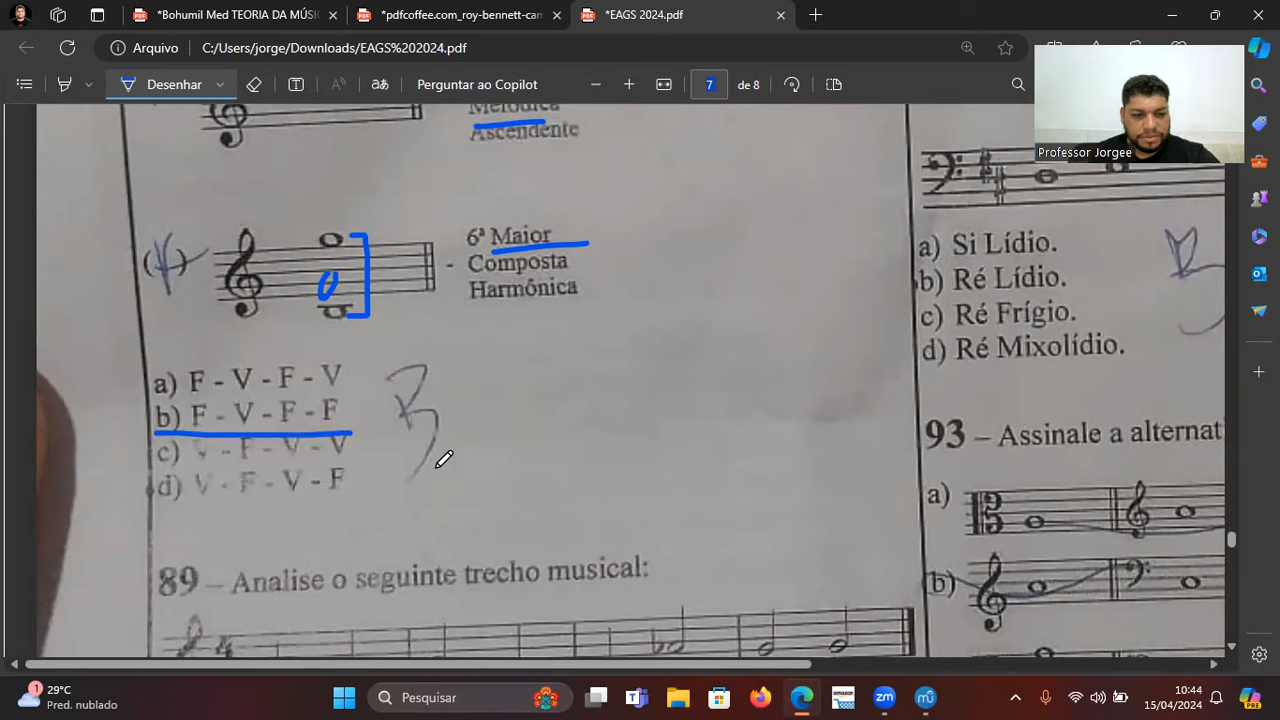 *Bohumil Med TEORIA DA MÚSI
*pdfcoffee.com_roy-bennett-cam
*EAGS 2024.pdf
Arquivo
C:/Users/jorge/Downloads/EAGS%202024.pdf
Desenhar
Perguntar ao Copilot
7
de 8
Professor Jorgee
Melódica
Ascendente
6ª Maior
- Composta
Harmônica
a) F - V - F - V
b) F - V - F - F
c) V - F - V - V
d) V - F - V - F
B
89 – Analise o seguinte trecho musical:
a) Si Lídio.
b) Ré Lídio.
c) Ré Frígio.
d) Ré Mixolídio.
93 – Assinale a alternat
a)
b)
1
29°C
Pred. nublado
Pesquisar
10:44
15/04/2024